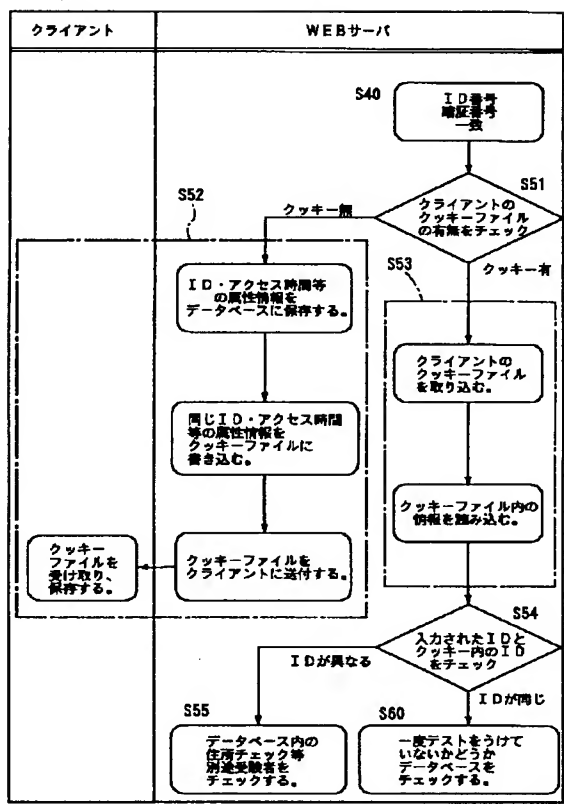 クライアント
WEBサーバ
S40
ID番号
暗証番号
一致
S51
クライアントの
クッキーファイル
の有無をチェック
クッキー無
クッキー有
S52
ID・アクセス時間等
の属性情報を
データベースに保存する。
同じID・アクセス時間
等の属性情報を
クッキーファイルに
書き込む。
クッキーファイルを
クライアントに送付する。
クッキー
ファイルを
受け取り、
保存する。
S53
クライアントの
クッキーファイル
を取り込む。
クッキーファイル内の
情報を読み込む。
S54
入力されたIDと
クッキー内のID
をチェック
IDが異なる
IDが同じ
S55
データベース内の
住所チェック等
別途受験者を
チェックする。
S60
一度テストをうけて
いないかどうか
データベースを
チェックする。